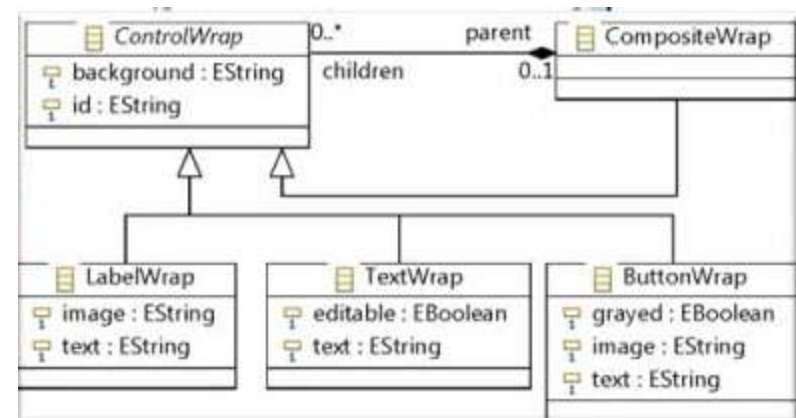 ControlWrap
0..*
parent
CompositeWrap
background : EString
children
0..1
id : EString
LabelWrap
TextWrap
ButtonWrap
image : EString
editable : EBoolean
grayed : EBoolean
text : EString
text : EString
image : EString
text : EString